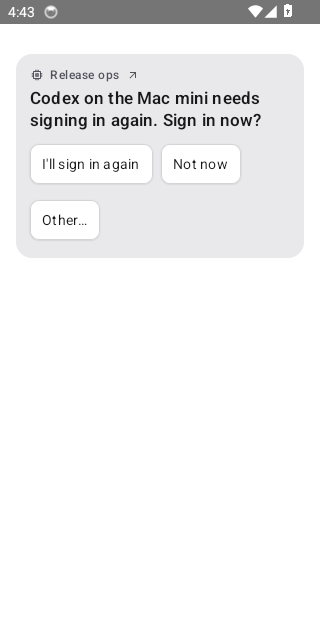 4:43
Release ops
Codex on the Mac mini needs
signing in again. Sign in now?
I'll sign in again
Not now
Other...